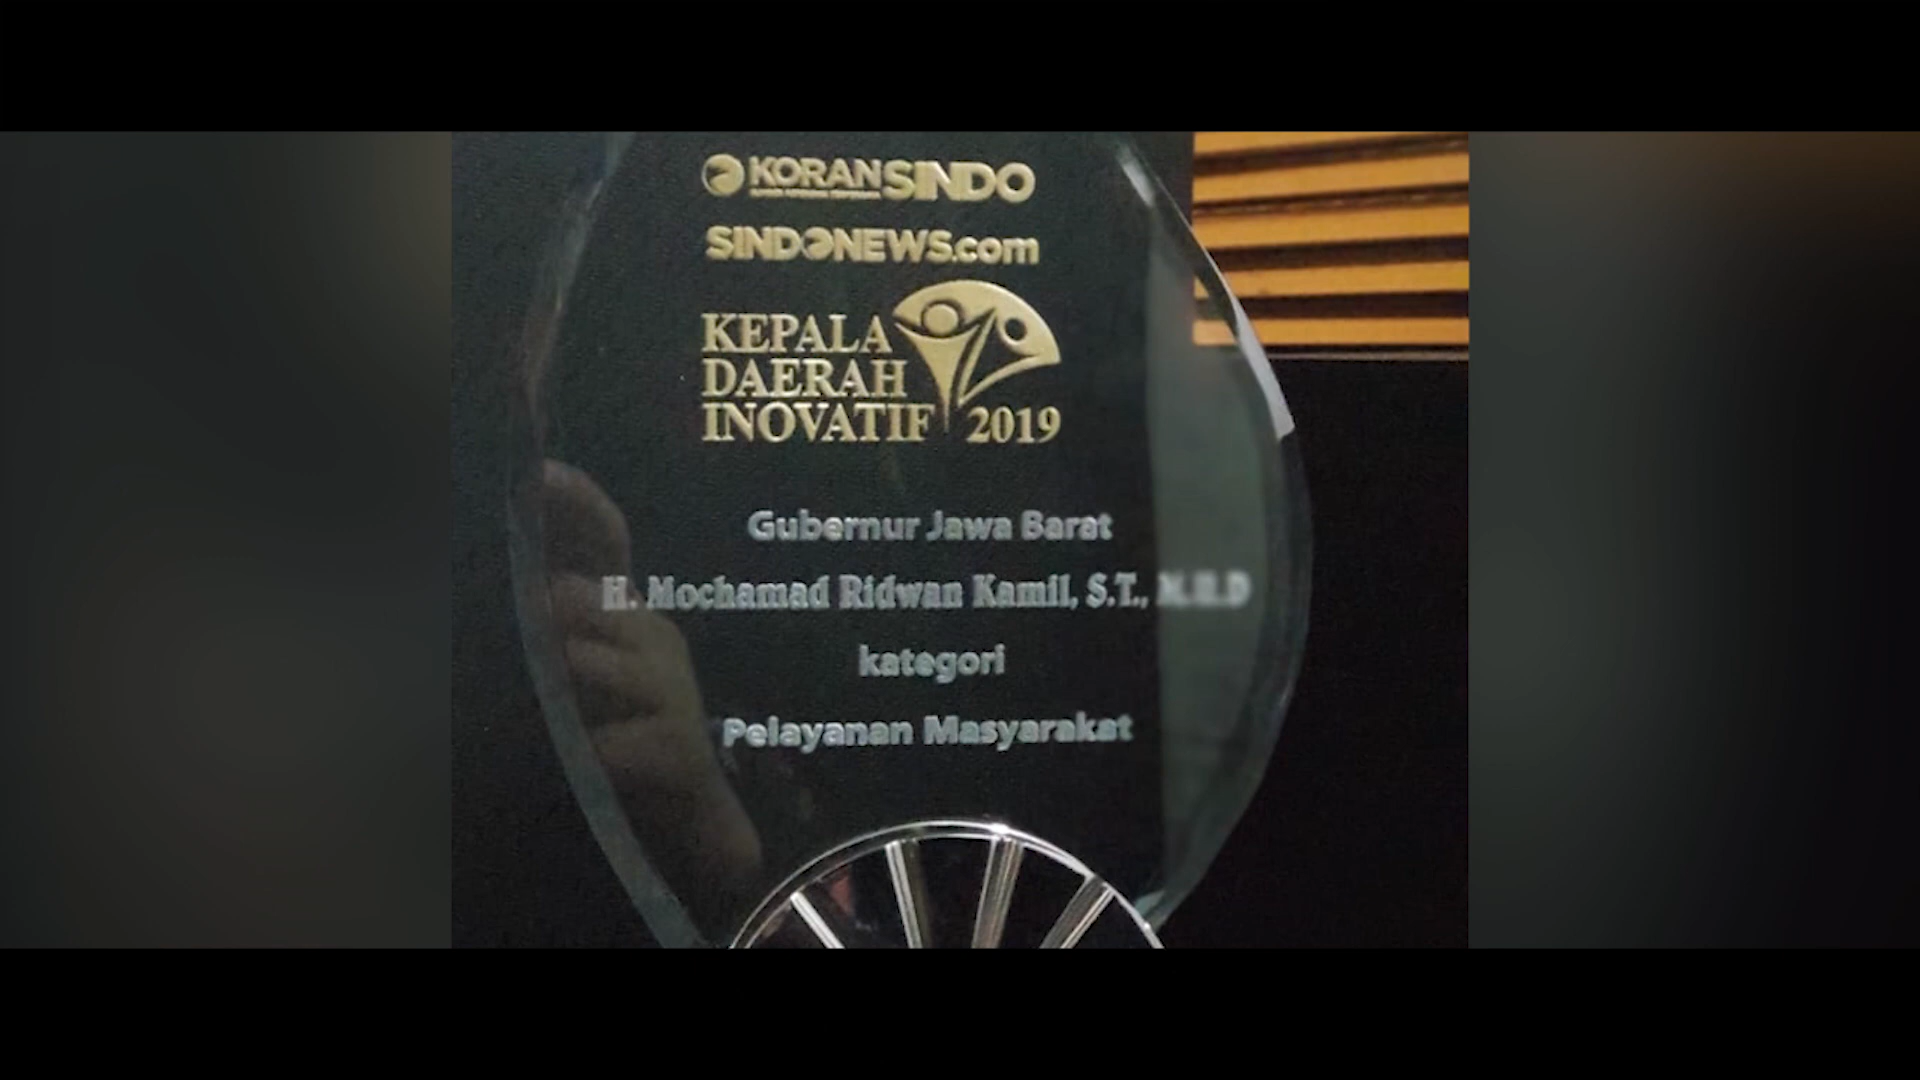 KORAN SINDO
SINDONEWS.com
KEPALA
DAERAH
INOVATIF 2019
Gubernur Jawa Barat
H. Mochamad Ridwan Kamil, S.T.,
kategori
Pelayanan Masyarakat